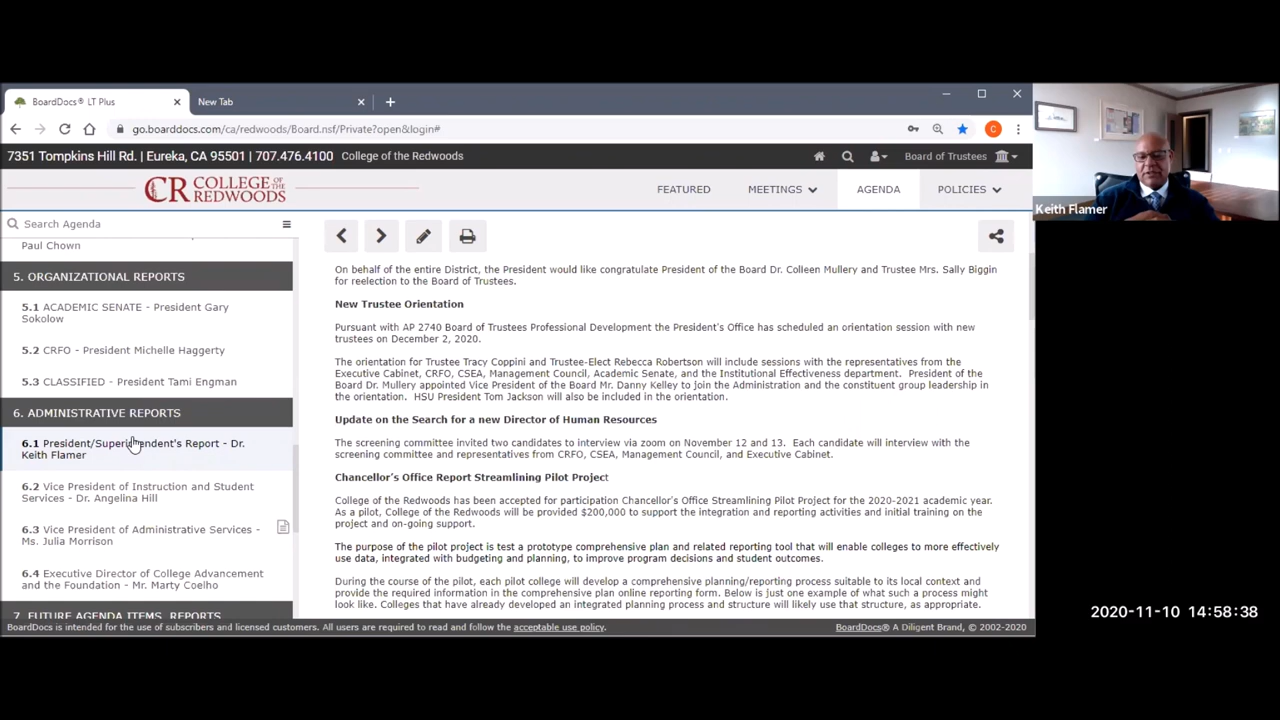 BoardDocs® LT Plus
New Tab
go.boarddocs.com/ca/redwoods/Board.nsf/Private?open&login#
C
7351 Tompkins Hill Rd. | Eureka, CA 95501 | 707.476.4100 College of the Redwoods
Board of Trustees
CR COLLEGE OF THE REDWOODS
FEATURED
MEETINGS
AGENDA
POLICIES
Search Agenda
Paul Chown
5. ORGANIZATIONAL REPORTS
5.1 ACADEMIC SENATE - President Gary
Sokolow
5.2 CRFO - President Michelle Haggerty
5.3 CLASSIFIED - President Tami Engman
6. ADMINISTRATIVE REPORTS
6.1 President/Superintendent's Report - Dr.
Keith Flamer
6.2 Vice President of Instruction and Student
Services - Dr. Angelina Hill
6.3 Vice President of Administrative Services -
Ms. Julia Morrison
6.4 Executive Director of College Advancement
and the Foundation - Mr. Marty Coelho
7. FUTURE AGENDA ITEMS, REPORTS
On behalf of the entire District, the President would like congratulate President of the Board Dr. Colleen Mullery and Trustee Mrs. Sally Biggin
for reelection to the Board of Trustees.
New Trustee Orientation
Pursuant with AP 2740 Board of Trustees Professional Development the President's Office has scheduled an orientation session with new
trustees on December 2, 2020.
The orientation for Trustee Tracy Coppini and Trustee-Elect Rebecca Robertson will include sessions with the representatives from the
Executive Cabinet, CRFO, CSEA, Management Council, Academic Senate, and the Institutional Effectiveness department. President of the
Board Dr. Mullery appointed Vice President of the Board Mr. Danny Kelley to join the Administration and the constituent group leadership in
the orientation. HSU President Tom Jackson will also be included in the orientation.
Update on the Search for a new Director of Human Resources
The screening committee invited two candidates to interview via zoom on November 12 and 13. Each candidate will interview with the
screening committee and representatives from CRFO, CSEA, Management Council, and Executive Cabinet.
Chancellor's Office Report Streamlining Pilot Project
College of the Redwoods has been accepted for participation Chancellor's Office Streamlining Pilot Project for the 2020-2021 academic year.
As a pilot, College of the Redwoods will be provided $200,000 to support the integration and reporting activities and initial training on the
project and on-going support.
The purpose of the pilot project is test a prototype comprehensive plan and related reporting tool that will enable colleges to more effectively
use data, integrated with budgeting and planning, to improve program decisions and student outcomes.
During the course of the pilot, each pilot college will develop a comprehensive planning/reporting process suitable to its local context and
provide the required information in the comprehensive plan online reporting form. Below is just one example of what such a process might
look like. Colleges that have already developed an integrated planning process and structure will likely use that structure, as appropriate.
BoardDocs is intended for the use of subscribers and licensed customers. All users are required to read and follow the acceptable use policy.
BoardDocs® A Diligent Brand, © 2002-2020
Keith Flamer
2020-11-10 14:58:38